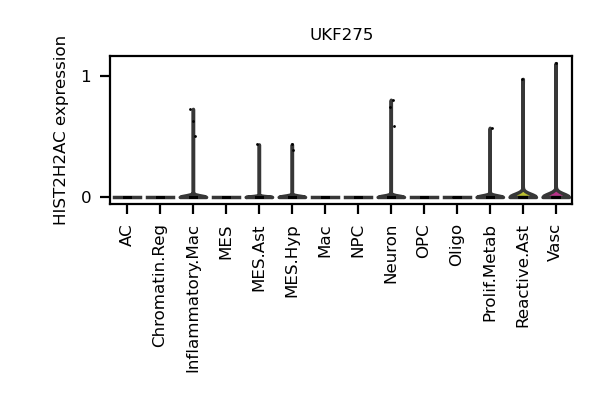 UKF275
HIST2H2AC expression
1
0
AC
Chromatin.Reg
Inflammatory.Mac
MES
MES.Ast
MES.Hyp
Mac
NPC
Neuron
OPC
Oligo
Prolif.Metab
Reactive.Ast
Vasc